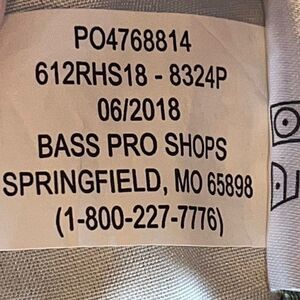 PO4768814
612RHS18 - 8324P
06/2018
BASS PRO SHOPS
SPRINGFIELD, MO 65898
(1-800-227-7776)